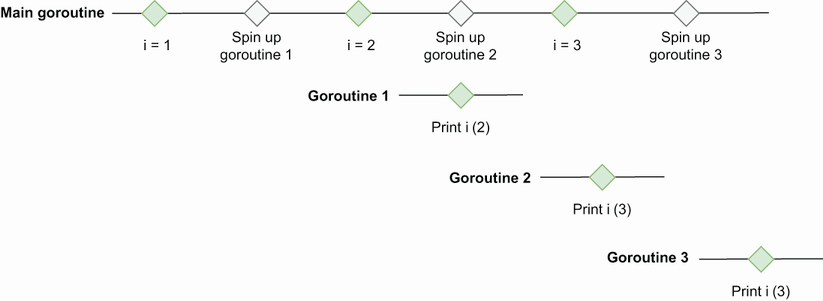 Main goroutine
i = 1
Spin up
goroutine 1
i = 2
Spin up
goroutine 2
i = 3
Spin up
goroutine 3
Goroutine 1
Print i (2)
Goroutine 2
Print i (3)
Goroutine 3
Print i (3)